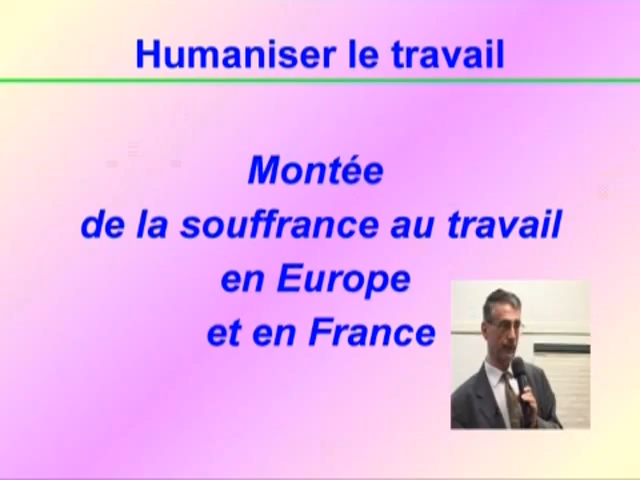 Humaniser le travail
Montée
de la souffrance au travail
en Europe
et en France